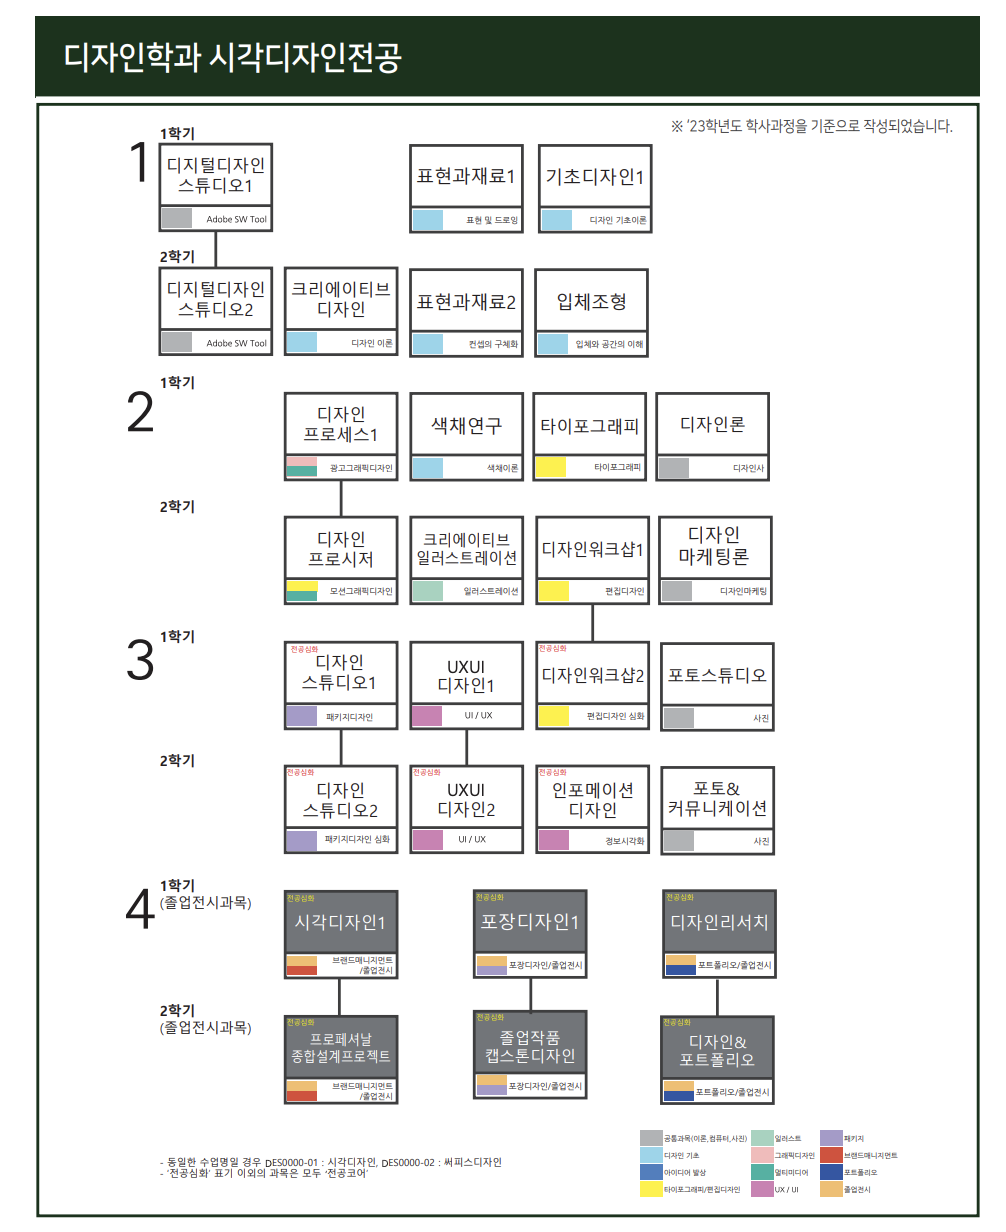 디자인학과 시각디자인전공
※ ‘23학년도 학사과정을 기준으로 작성되었습니다.
1
1학기
디지털디자인
스튜디오1
Adobe SW Tool
표현과재료1
표현 및 드로잉
기초디자인1
디자인 기초이론
2학기
디지털디자인
스튜디오2
Adobe SW Tool
크리에이티브
디자인
디자인 이론
표현과재료2
컨셉의 구체화
입체조형
입체와 공간의 이해
2
1학기
디자인
프로세스1
광고그래픽디자인
색채연구
색채이론
타이포그래피
타이포그래피
디자인론
디자인사
2학기
디자인
프로시저
모션그래픽디자인
크리에이티브
일러스트레이션
일러스트레이션
디자인워크샵1
편집디자인
디자인
마케팅론
디자인마케팅
3
1학기
전공심화
디자인
스튜디오1
패키지디자인
UXUI
디자인1
UI / UX
전공심화
디자인워크샵2
편집디자인 심화
포토스튜디오
사진
2학기
전공심화
디자인
스튜디오2
패키지디자인 심화
전공심화
UXUI
디자인2
UI / UX
전공심화
인포메이션
디자인
정보시각화
포토&
커뮤니케이션
사진
4
1학기
(졸업전시과목)
전공심화
시각디자인1
브랜드매니지먼트
/졸업전시
전공심화
포장디자인1
포장디자인/졸업전시
전공심화
디자인리서치
포트폴리오/졸업전시
2학기
(졸업전시과목)
전공심화
프로페셔날
종합설계프로젝트
브랜드매니지먼트
/졸업전시
전공심화
졸업작품
캡스톤디자인
포장디자인/졸업전시
전공심화
디자인&
포트폴리오
포트폴리오/졸업전시
- 동일한 수업명일 경우 DES0000-01 : 시각디자인, DES0000-02 : 써피스디자인
- ‘전공심화’ 표기 이외의 과목은 모두 ‘전공코어’
공통과목(이론,컴퓨터,사진)
디자인 기초
아이디어 발상
타이포그래피/편집디자인
일러스트
그래픽디자인
멀티미디어
UX / UI
패키지
브랜드매니지먼트
포트폴리오
졸업전시